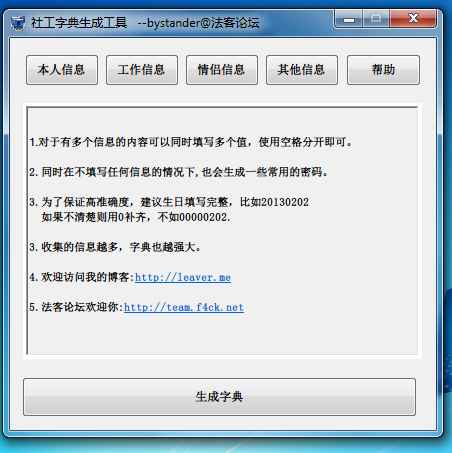 社工字典生成工具 --bystander@法客论坛
本人信息 工作信息 情侣信息 其他信息 帮助
1.对于有多个信息的内容可以同时填写多个值，使用空格分开即可。
2.同时在不填写任何信息的情况下,也会生成一些常用的密码。
3.为了保证高准确度，建议生日填写完整，比如20130202
如果不清楚则用0补齐，不如00000202.
3.收集的信息越多，字典也越强大。
4.欢迎访问我的博客:http://leaver.me
5.法客论坛欢迎你:http://team.f4ck.net
生成字典